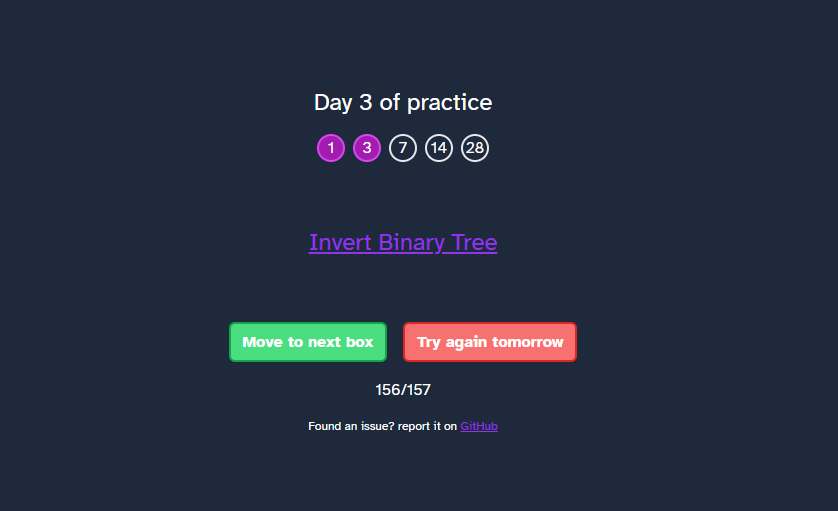 Day 3 of practice
1 3 7 14 28
Invert Binary Tree
Move to next box Try again tomorrow
156/157
Found an issue? report it on GitHub